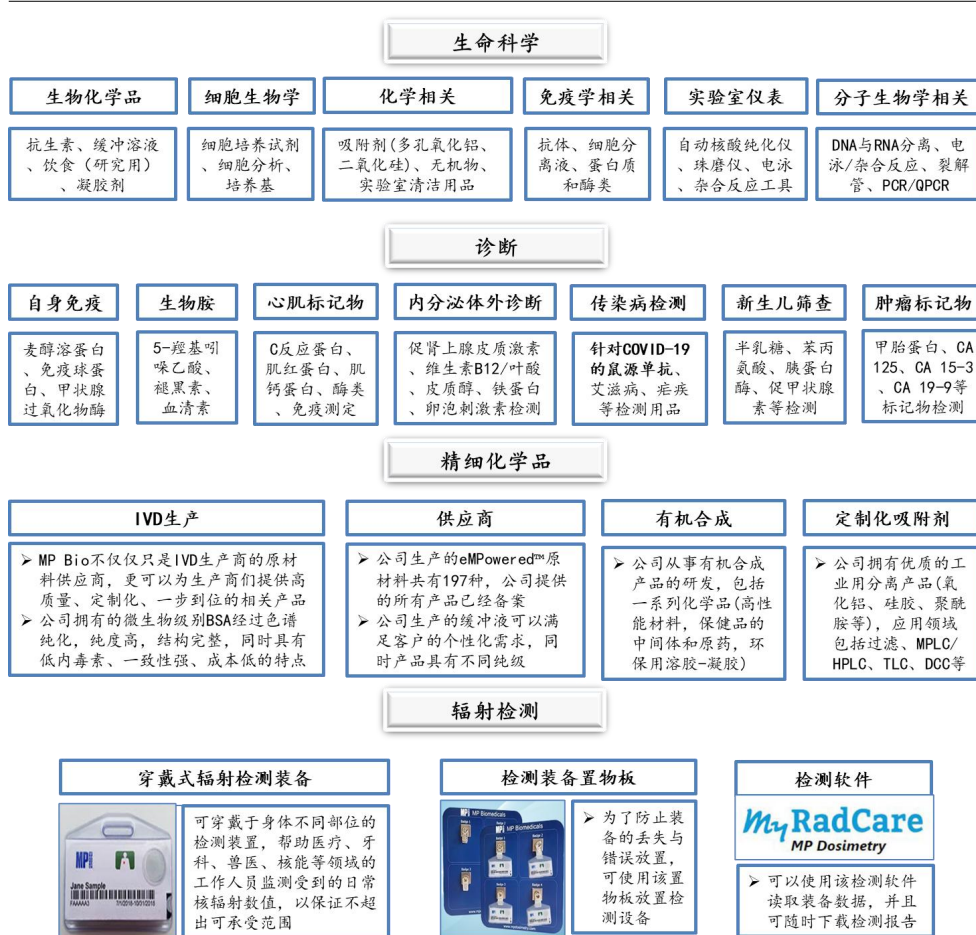 生命科学
生物化学品
细胞生物学
化学相关
免疫学相关
实验室仪表
分子生物学相关
抗生素、缓冲溶液
、饮食（研究用）
、凝胶剂
细胞培养试剂
、细胞分析、
培养基
吸附剂(多孔氧化铝、
二氧化硅)、无机物、
实验室清洁用品
抗体、细胞分
离液、蛋白质
和酶类
自动核酸纯化仪
、珠磨仪、电泳
、杂合反应工具
DNA与RNA分离、电
泳/杂合反应、裂解
管、PCR/QPCR
诊断
自身免疫
生物胺
心肌标记物
内分泌体外诊断
传染病检测
新生儿筛查
肿瘤标记物
麦醇溶蛋白
、免疫球蛋
白、甲状腺
过氧化物酶
5-羟基吲
哚乙酸、
褪黑素、
血清素
C反应蛋白、
肌红蛋白、肌
钙蛋白、酶类
、免疫测定
促肾上腺皮质激素
、维生素B12/叶酸
、皮质醇、铁蛋白
、卵泡刺激素检测
针对COVID-19
的鼠源单抗、
艾滋病、疟疾
等检测用品
半乳糖、苯丙
氨酸、胰蛋白
酶、促甲状腺
素等检测
甲胎蛋白、CA
125、CA 15-3
、CA 19-9等
标记物检测
精细化学品
IVD生产
供应商
有机合成
定制化吸附剂
➢ MP Bio不仅仅只是IVD生产商的原材
料供应商，更可以为生产商们提供高
质量、定制化、一步到位的相关产品
➢ 公司拥有的微生物级别BSA经过色谱
纯化，纯度高，结构完整，同时具有
低内毒素、一致性强、成本低的特点
➢ 公司生产的eMPowered™原
材料共有197种，公司提供
的所有产品已经备案
➢ 公司生产的缓冲液可以满
足客户的个性化需求，同
时产品具有不同纯级
➢ 公司从事有机合成
产品的研发，包括
一系列化学品(高性
能材料，保健品的
中间体和原药，环
保用溶胶-凝胶)
➢ 公司拥有优质的工
业用分离产品(氧
化铝、硅胶、聚酰
胺等)，应用领域
包括过滤、MPLC/
HPLC、TLC、DCC等
辐射检测
穿戴式辐射检测装备
检测装备置物板
检测软件
MP
Jane Sample
FAAAAA3
可穿戴于身体不同部位的
检测装置，帮助医疗、牙
科、兽医、核能等领域的
工作人员监测受到的日常
核辐射数值，以保证不超
出可承受范围
MP Biomedicals
MP Biomedicals
➢ 为了防止装
备的丢失与
错误放置，
可使用该置
物板放置检
测设备
My RadCare
MP Dosimetry
➢ 可以使用该检测软件
读取装备数据，并且
可随时下载检测报告